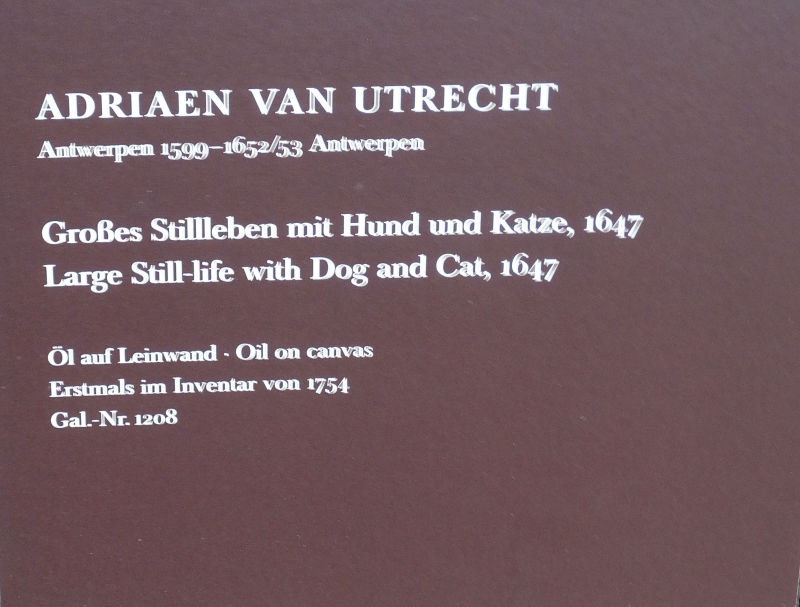 ADRIAEN VAN UTRECHT
Antwerpen 1599–1652/53 Antwerpen
Großes Stillleben mit Hund und Katze, 1647
Large Still-life with Dog and Cat, 1647
Öl auf Leinwand · Oil on canvas
Erstmals im Inventar von 1754
Gal.-Nr. 1208